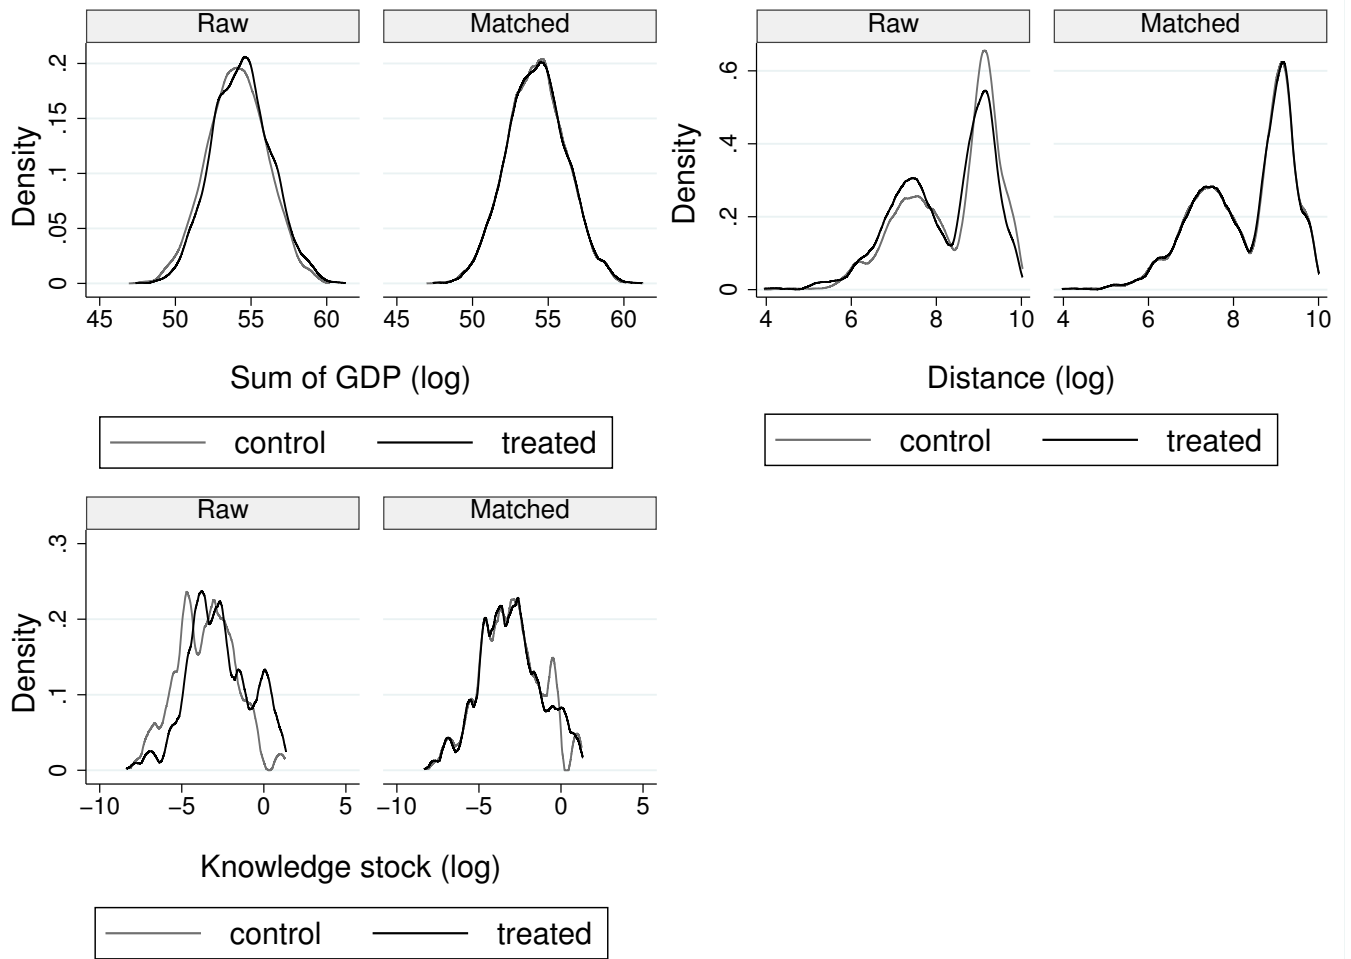 Raw Matched
Density
0 .05 .1 .15 .2
45 50 55 60 45 50 55 60
Sum of GDP (log)
control treated
Raw Matched
Density
0 .2 .4 .6
4 6 8 10 4 6 8 10
Distance (log)
control treated
Raw Matched
Density
0 .1 .2 .3
−10 −5 0 5 −10 −5 0 5
Knowledge stock (log)
control treated